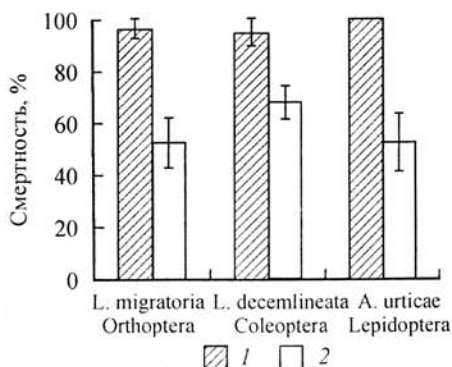 Смертность, %
100
80
60
40
20
0
L. migratoria L. decemlineata A. urticae
Orthoptera Coleoptera Lepidoptera
1 2